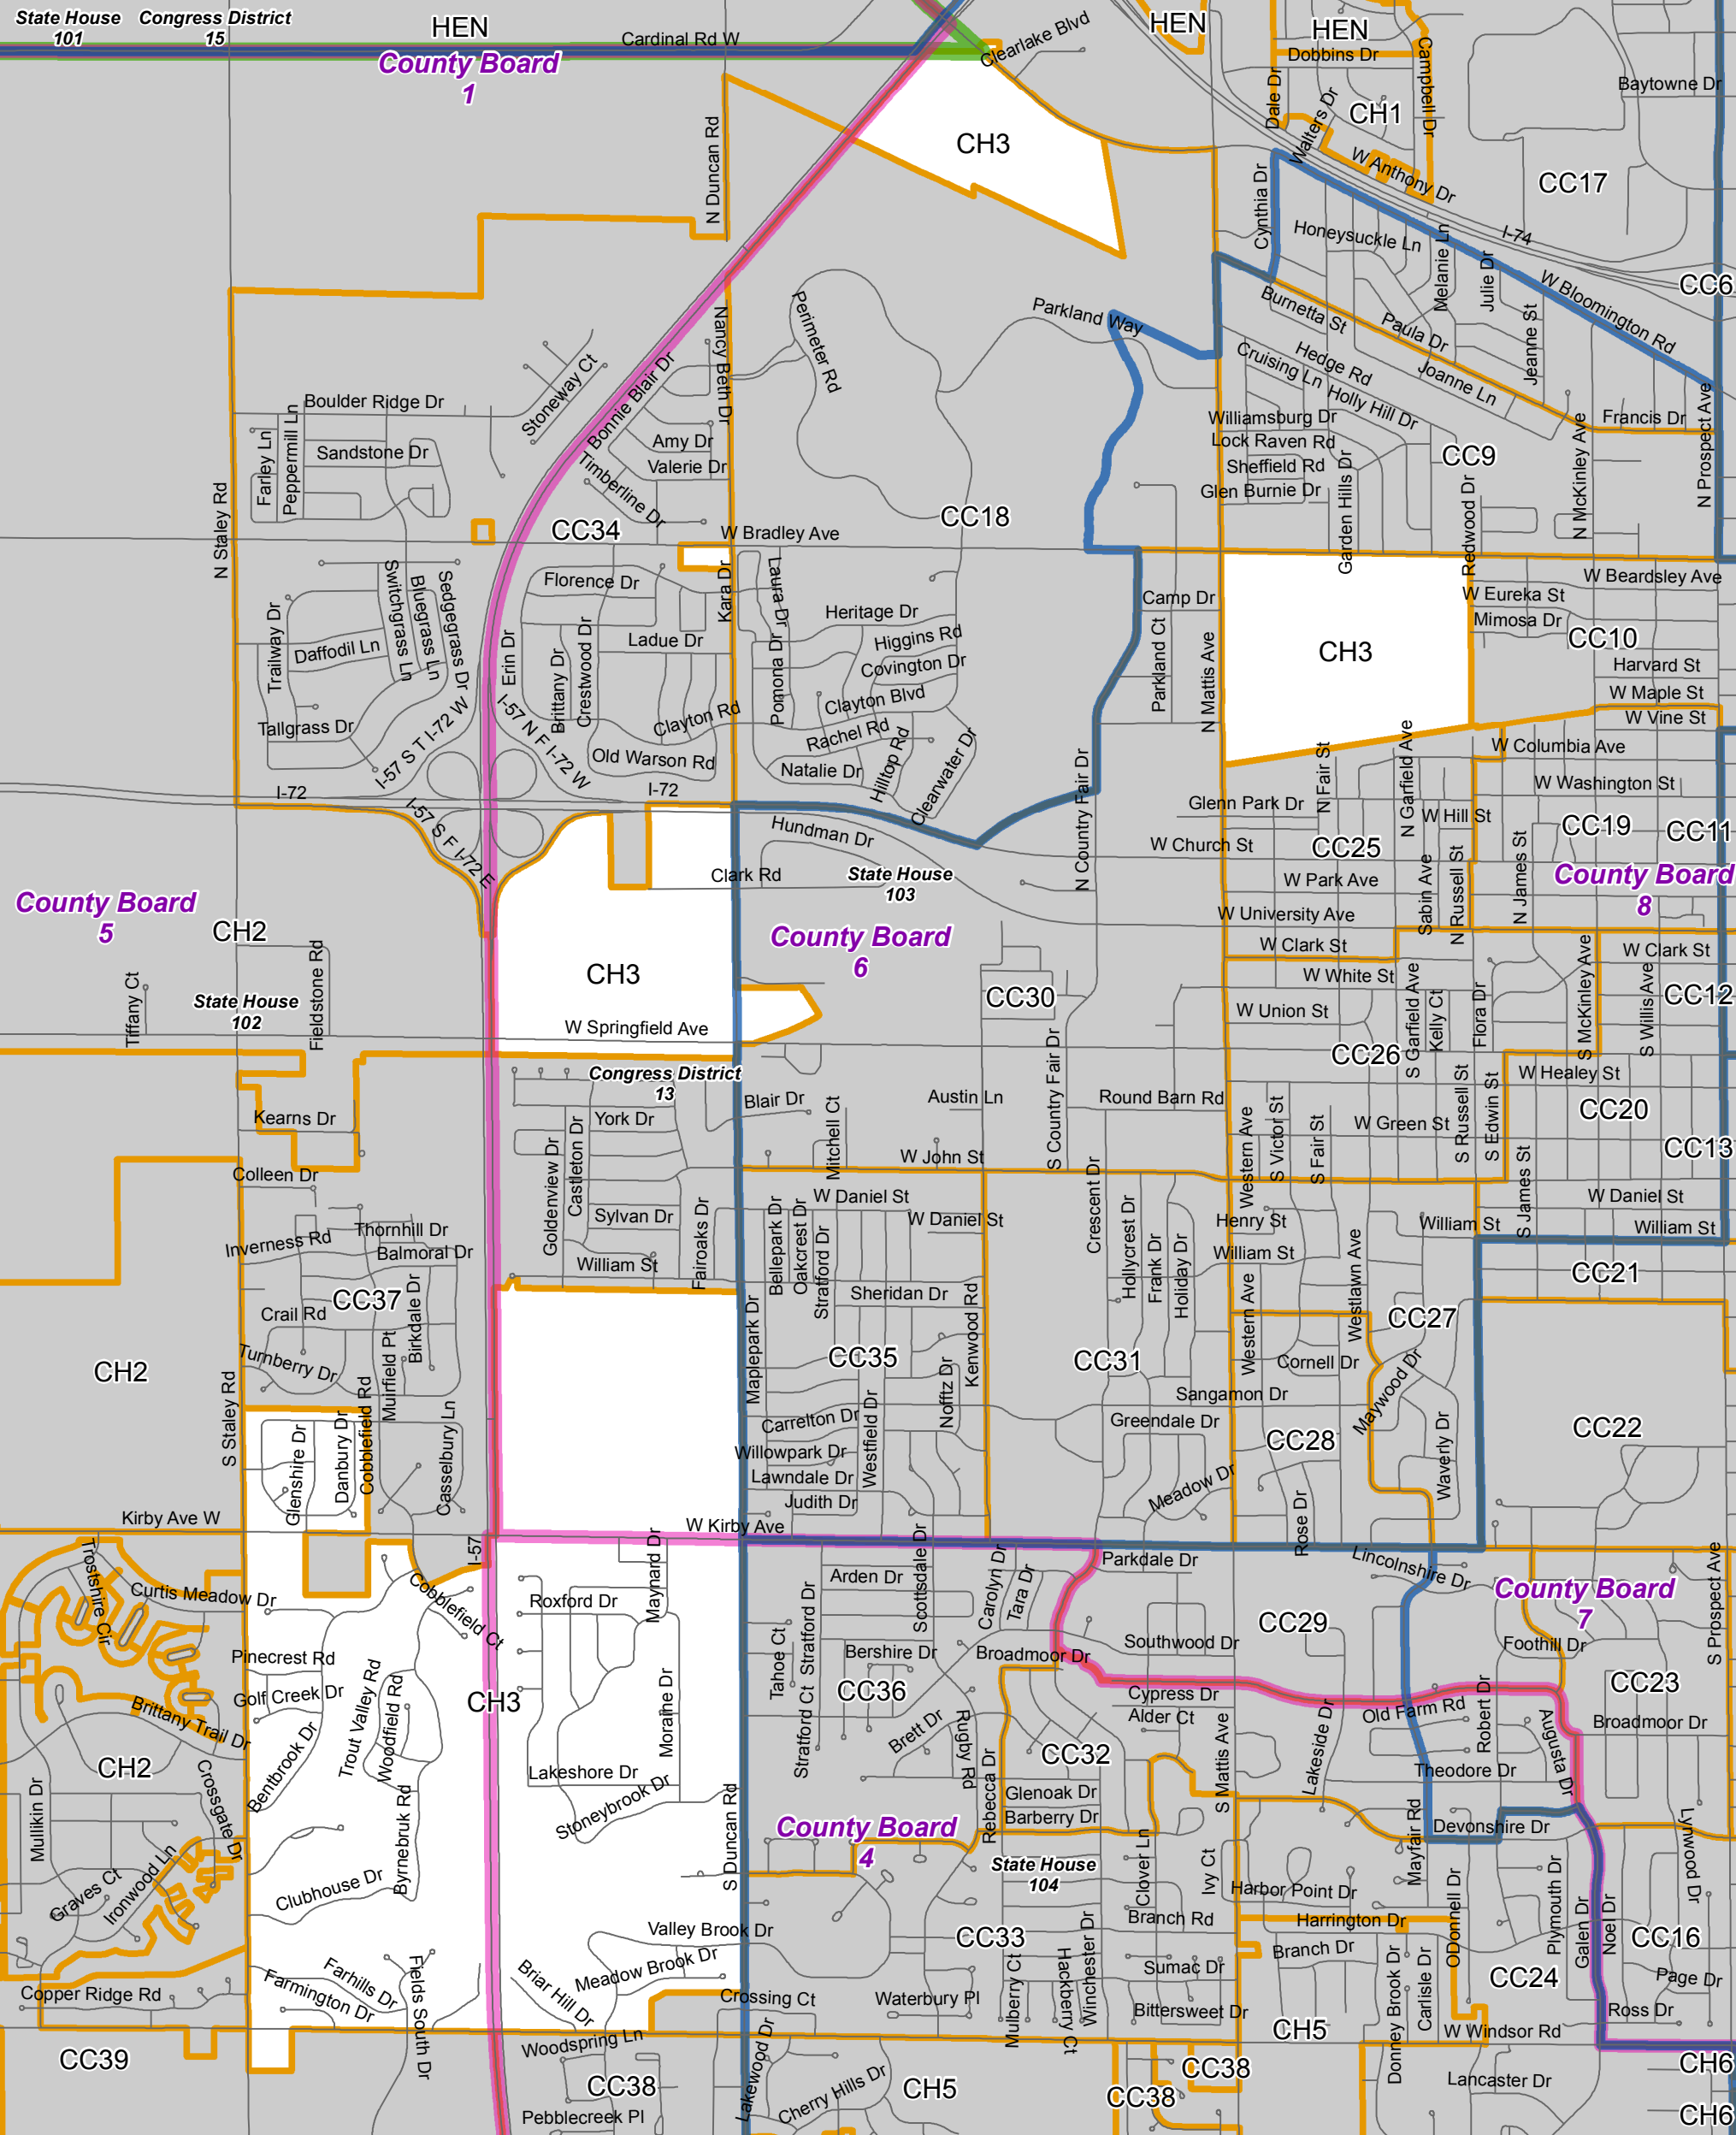 State House
101
Congress District
15
HEN
Cardinal Rd W
County Board
1
Clearlake Blvd
HEN
HEN
Dobbins Dr
Campbell Dr
Dale Dr
Walters Dr
CH1
W Anthony Dr
Baytowne Dr
CC17
N Duncan Rd
CH3
Cynthia Dr
Honeysuckle Ln
Melanie Ln
I-74
Julie Dr
W Bloomington Rd
CC6
Jeanne St
Burnetta St
Paula Dr
Joanne Ln
Parkland Way
Perimeter Rd
Nancy Beth Dr
Bonnie Blair Dr
Stoneway Ct
Boulder Ridge Dr
Farley Ln
Peppermill Ln
Sandstone Dr
Amy Dr
Valerie Dr
Timberline Dr
Cruising Ln
Hedge Rd
Holly Hill Dr
Williamsburg Dr
Lock Raven Rd
Sheffield Rd
Glen Burnie Dr
Garden Hills Dr
CC9
Redwood Dr
N McKinley Ave
Francis Dr
N Prospect Ave
N Staley Rd
CC34
W Bradley Ave
CC18
Florence Dr
Kara Dr
Laura Dr
Heritage Dr
Higgins Rd
Covington Dr
Clayton Blvd
Rachel Rd
Natalie Dr
Hilltop Rd
Clearwater Dr
Pomona Dr
Ladue Dr
Clayton Rd
Old Warson Rd
Erin Dr
Brittany Dr
Crestwood Dr
Switchgrass Ln
Bluegrass Ln
Sedgegrass Dr
Trailway Dr
Daffodil Ln
Tallgrass Dr
I-57 S T I-72 W
I-57 N F I-72 W
I-57 S F I-72 E
I-72
I-72
Camp Dr
Parkland Ct
N Mattis Ave
CH3
W Beardsley Ave
W Eureka St
Mimosa Dr
CC10
Harvard St
W Maple St
W Vine St
W Columbia Ave
W Washington St
N Country Fair Dr
Glenn Park Dr
N Fair St
N Garfield Ave
W Hill St
CC19
CC11
Hundman Dr
Clark Rd
State House
103
W Church St
CC25
W Park Ave
Sabin Ave
N Russell St
N James St
County Board
8
W University Ave
W Clark St
W Clark St
County Board
5
CH2
County Board
6
CH3
W White St
CC30
W Union St
S Garfield Ave
Kelly Ct
Flora Dr
S McKinley Ave
S Willis Ave
CC12
Tiffany Ct
State House
102
Fieldstone Rd
W Springfield Ave
CC26
Congress District
13
S Country Fair Dr
W Healey St
Kearns Dr
York Dr
Blair Dr
Mitchell Ct
Austin Ln
Round Barn Rd
Western Ave
S Victor St
S Fair St
W Green St
S Russell St
S Edwin St
CC20
CC13
Goldenview Dr
Castleton Dr
Colleen Dr
W John St
Crescent Dr
S James St
W Daniel St
W Daniel St
W Daniel St
Sylvan Dr
Fairoaks Dr
William St
Bellepark Dr
Oakcrest Dr
Stratford Dr
Hollycrest Dr
Frank Dr
Holiday Dr
Henry St
William St
William St
William St
Inverness Rd
Thornhill Dr
Balmoral Dr
CC37
Crail Rd
Birkdale Dr
Muirfield Pt
Turnberry Dr
Sheridan Dr
Kenwood Rd
Maplepark Dr
CC35
Nofftz Dr
CC31
Western Ave
Westlawn Ave
CC27
CC21
Cornell Dr
Maywood Dr
CH2
S Staley Rd
Sangamon Dr
Carrelton Dr
Westfield Dr
Greendale Dr
CC28
Waverly Dr
CC22
Glenshire Dr
Danbury Dr
Cobblefield Rd
Casselbury Ln
Willowpark Dr
Lawndale Dr
Judith Dr
Meadow Dr
Kirby Ave W
W Kirby Ave
Rose Dr
Trostshire Cir
I-57
Curtis Meadow Dr
Cobblefield Ct
Maynard Dr
Roxford Dr
Arden Dr
Scottsdale Dr
Carolyn Dr
Tara Dr
Parkdale Dr
Lincolnshire Dr
County Board
7
S Prospect Ave
CC29
Southwood Dr
Foothill Dr
Pinecrest Rd
Golf Creek Dr
Brittany Trail Dr
CH2
Bentbrook Dr
Trout Valley Rd
Woodfield Rd
CH3
Moraine Dr
Tahoe Ct
Stratford Dr
Stratford Ct
Bershire Dr
CC36
Broadmoor Dr
Cypress Dr
Alder Ct
Old Farm Rd
CC23
Broadmoor Dr
Robert Dr
Augusta Dr
Brett Dr
Rugby Rd
CC32
S Mattis Ave
Lakeside Dr
Theodore Dr
Mullikin Dr
Crossgate Dr
Lakeshore Dr
Stoneybrook Dr
Byrnebruk Rd
S Duncan Rd
Rebecca Dr
Glenoak Dr
Barberry Dr
County Board
4
Devonshire Dr
Mayfair Rd
Lynwood Dr
State House
104
Graves Ct
Ironwood Ln
Clubhouse Dr
Clover Ln
Ivy Ct
Harbor Point Dr
ODonnell Dr
Plymouth Dr
Galen Dr
Noel Dr
CC16
Valley Brook Dr
CC33
Branch Rd
Harrington Dr
Branch Dr
Meadow Brook Dr
Mulberry Ct
Hackberry Ct
Winchester Dr
Sumac Dr
Donney Brook Dr
Carlisle Dr
CC24
Page Dr
Copper Ridge Rd
Farhills Dr
Farmington Dr
Fields South Dr
Briar Hill Dr
Crossing Ct
Waterbury Pl
Bittersweet Dr
CH5
Ross Dr
W Windsor Rd
CC39
Woodspring Ln
Lakewood Dr
CC38
CC38
CC38
CH5
Cherry Hills Dr
Pebblecreek Pl
Lancaster Dr
CH6
CH6